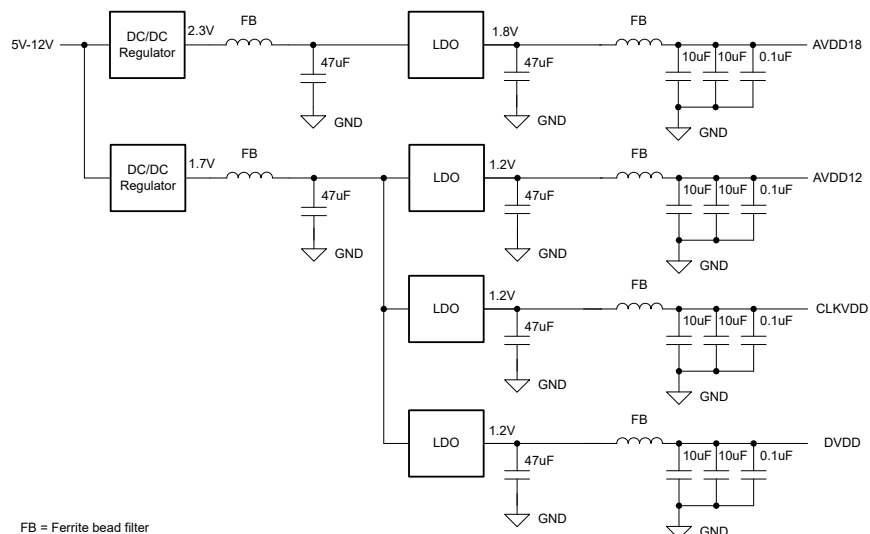 FB
FB
5V-12V
DC/DC
Regulator
2.3V
47uF
GND
LDO
1.8V
47uF
GND
10uF
10uF
0.1uF
AVDD18
GND
FB
FB
DC/DC
Regulator
1.7V
47uF
GND
LDO
1.2V
47uF
GND
10uF
10uF
0.1uF
AVDD12
GND
FB
LDO
1.2V
47uF
GND
10uF
10uF
0.1uF
CLKVDD
GND
FB
LDO
1.2V
47uF
GND
10uF
10uF
0.1uF
DVDD
GND
FB = Ferrite bead filter